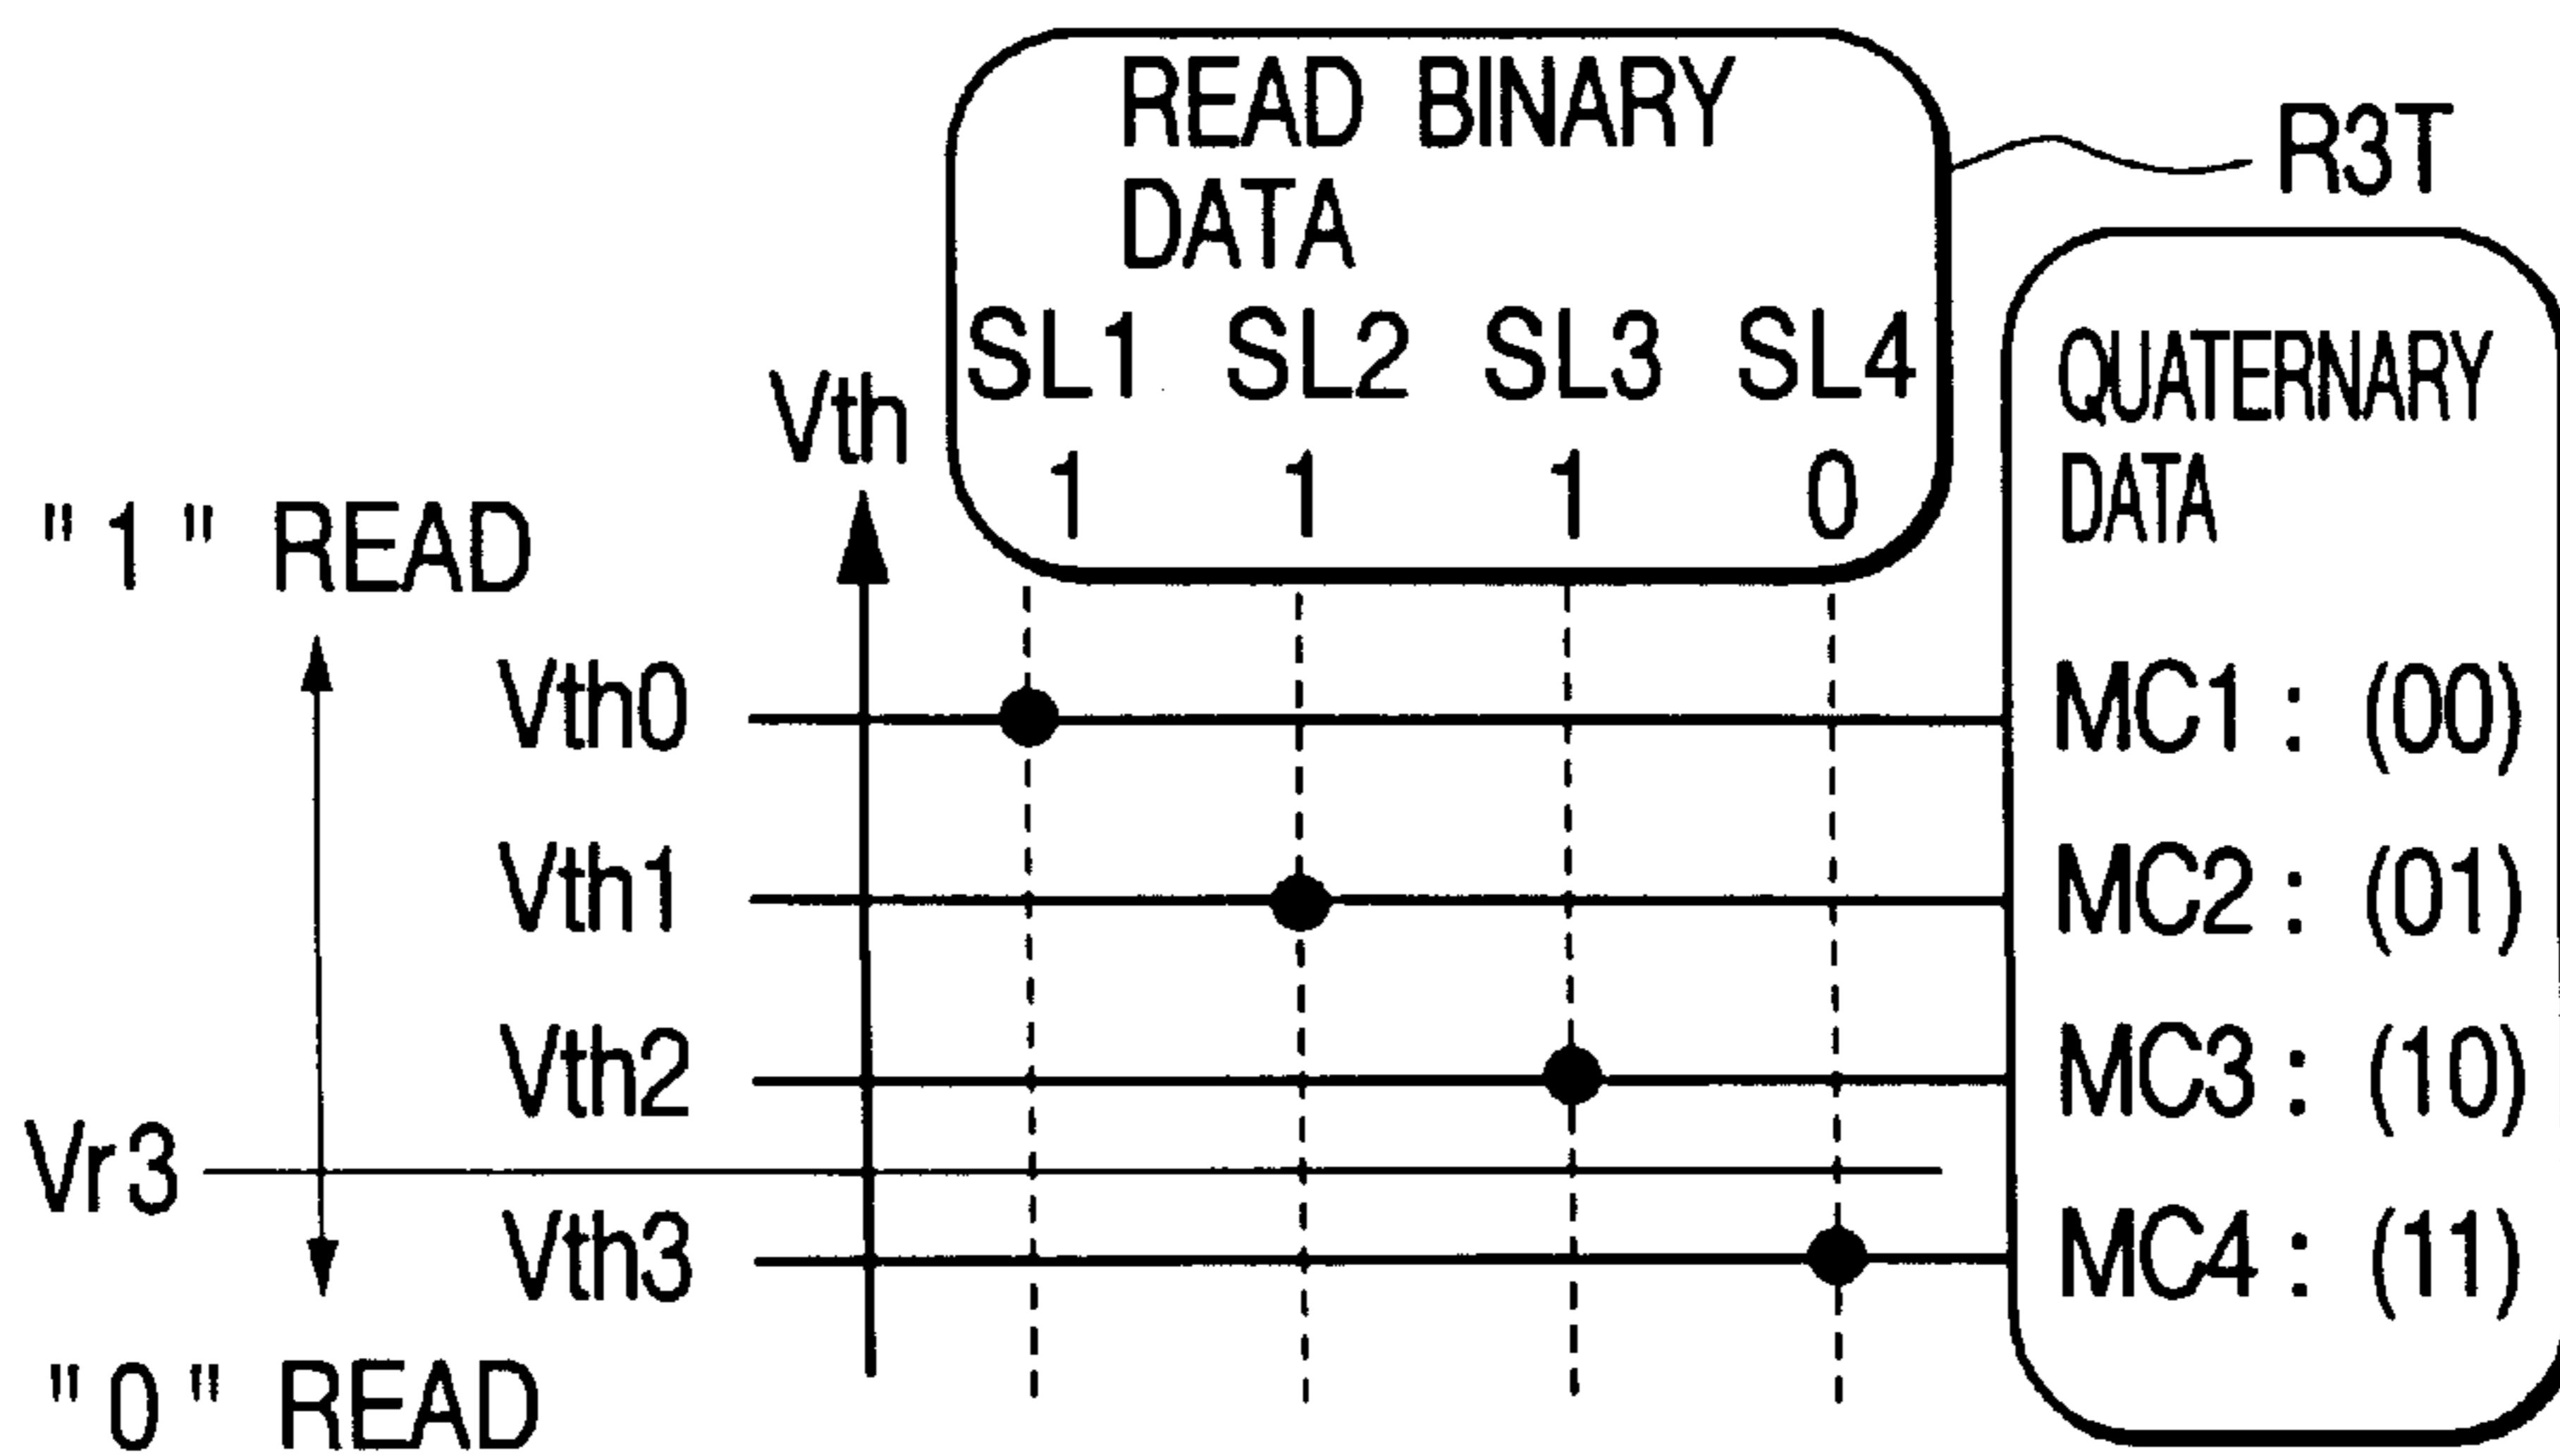 READ BINARY
DATA
R3T
SL1 SL2 SL3 SL4
1 1 1 0
Vth
" 1 " READ
QUATERNARY
DATA
Vth0
MC1 : (00)
Vth1
MC2 : (01)
Vth2
MC3 : (10)
Vr3
Vth3
MC4 : (11)
" 0 " READ